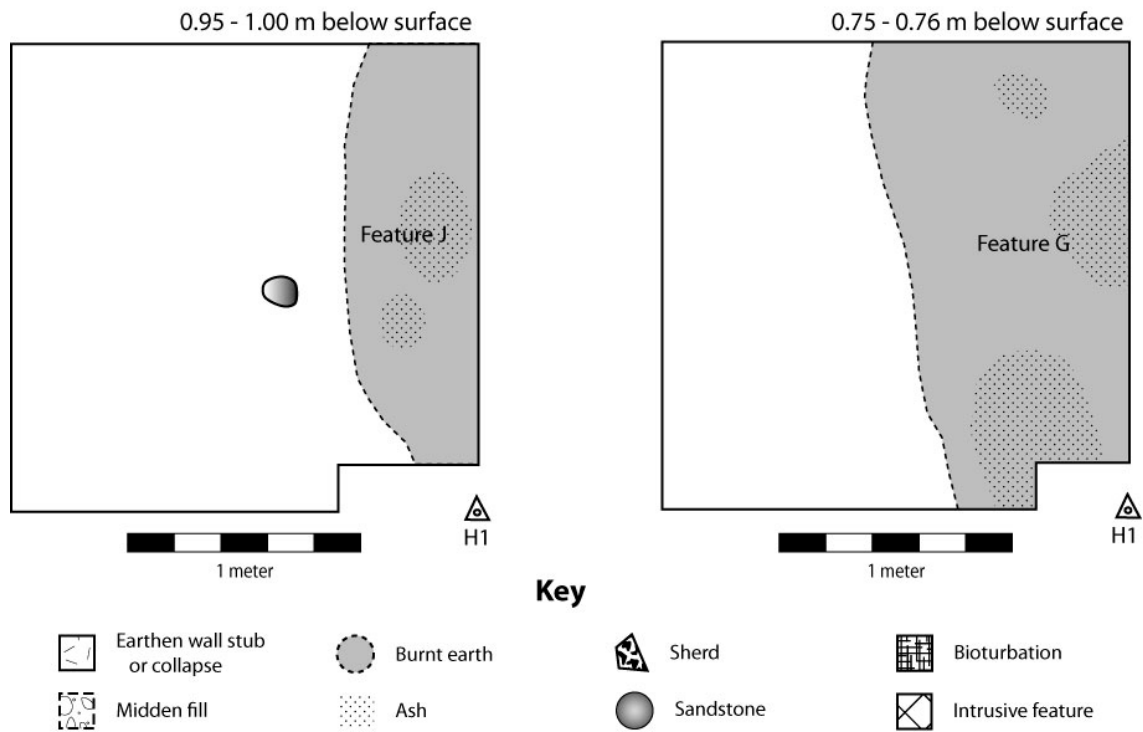 0.95 - 1.00 m below surface
0.75 - 0.76 m below surface
Feature J
Feature G
H1
H1
1 meter
1 meter
Key
Earthen wall stub
or collapse
Burnt earth
Sherd
Bioturbation
Midden fill
Ash
Sandstone
Intrusive feature